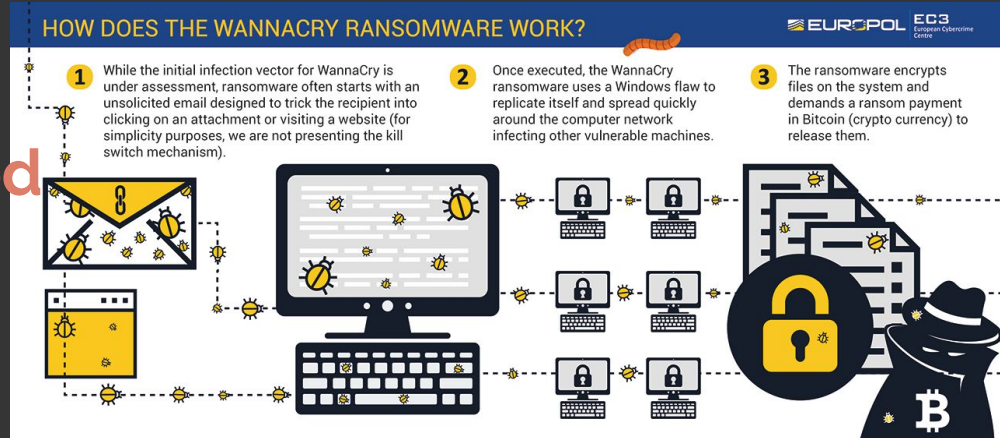 HOW DOES THE WANNACRY RANSOMWARE WORK?
EUROPOL
EC3
European Cybercrime
Centre
1
While the initial infection vector for WannaCry is
under assessment, ransomware often starts with an
unsolicited email designed to trick the recipient into
clicking on an attachment or visiting a website (for
simplicity purposes, we are not presenting the kill
switch mechanism).
2
Once executed, the WannaCry
ransomware uses a Windows flaw to
replicate itself and spread quickly
around the computer network
infecting other vulnerable machines.
3
The ransomware encrypts
files on the system and
demands a ransom payment
in Bitcoin (crypto currency) to
release them.
d